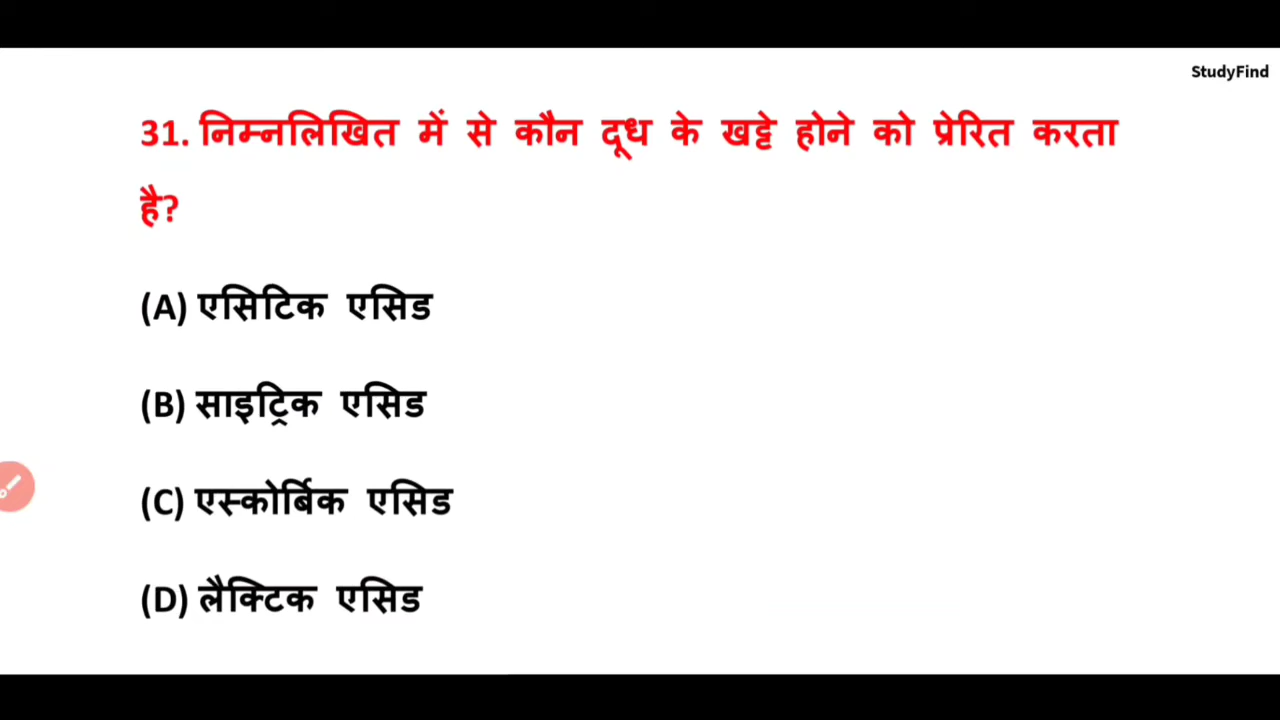 StudyFind
31. निम्नलिखित में से कौन दूध के खट्टे होने को प्रेरित करता
है?
(A) एसिटिक एसिड
(B) साइट्रिक एसिड
(C) एस्कोर्बिक एसिड
(D) लैक्टिक एसिड